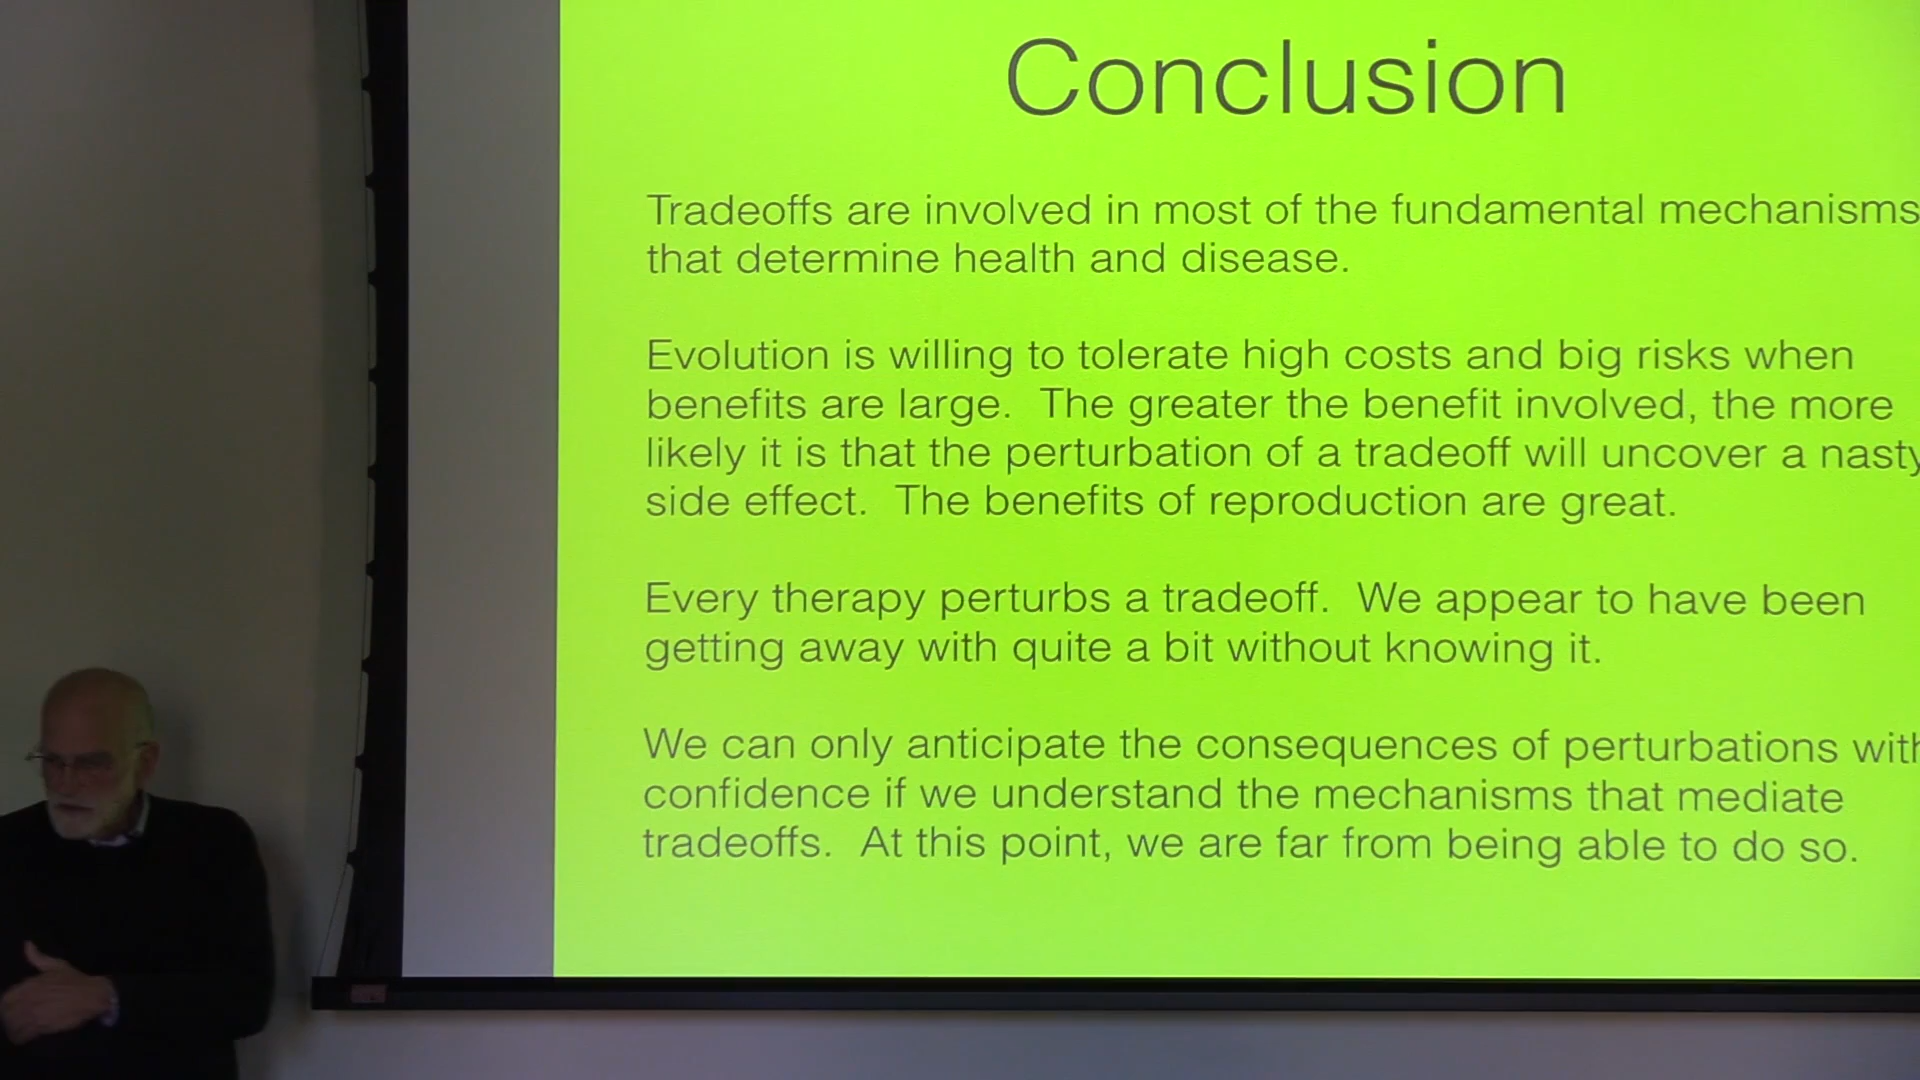 Conclusion
Tradeoffs are involved in most of the fundamental mechanisms
that determine health and disease.
Evolution is willing to tolerate high costs and big risks when
benefits are large. The greater the benefit involved, the more
likely it is that the perturbation of a tradeoff will uncover a nasty
side effect. The benefits of reproduction are great.
Every therapy perturbs a tradeoff. We appear to have been
getting away with quite a bit without knowing it.
We can only anticipate the consequences of perturbations with
confidence if we understand the mechanisms that mediate
tradeoffs. At this point, we are far from being able to do so.